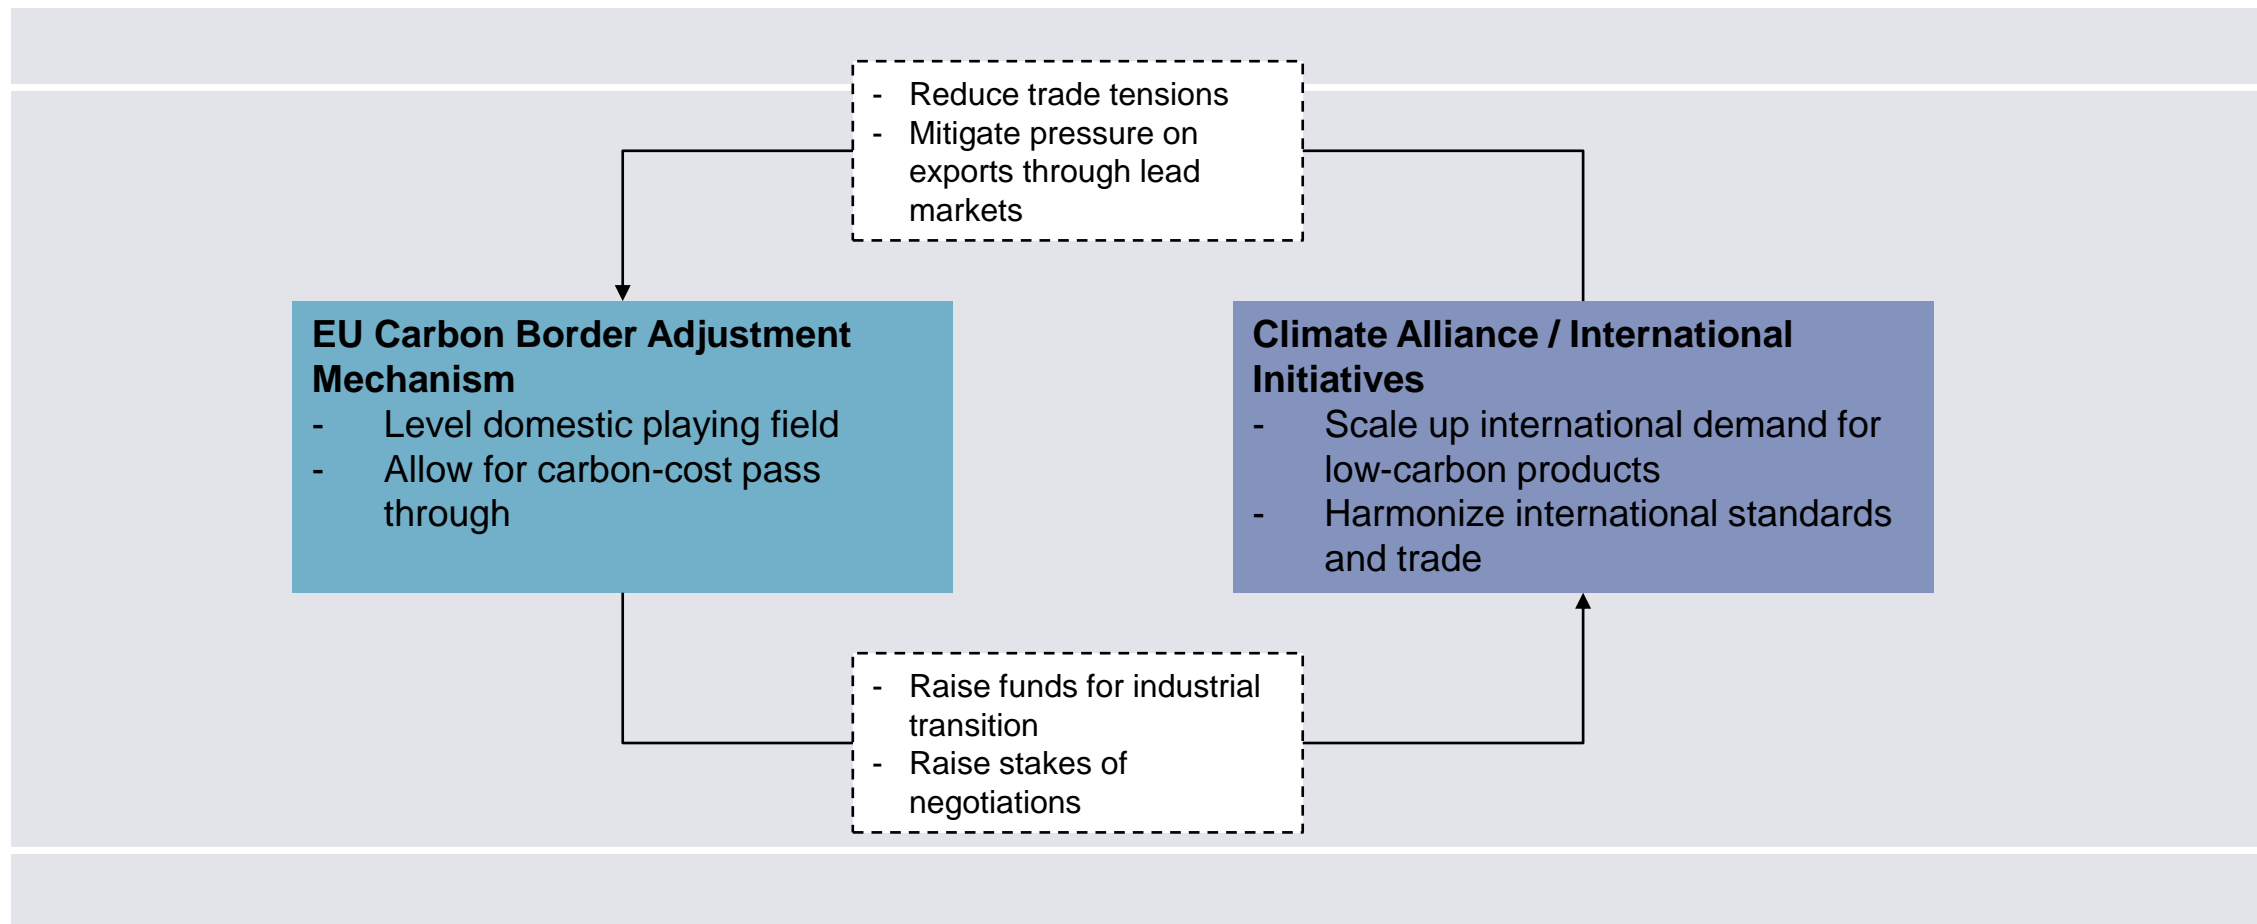 - Reduce trade tensions
- Mitigate pressure on
exports through lead
markets
EU Carbon Border Adjustment
Mechanism
- Level domestic playing field
- Allow for carbon-cost pass
through
Climate Alliance / International
Initiatives
- Scale up international demand for
low-carbon products
- Harmonize international standards
and trade
- Raise funds for industrial
transition
- Raise stakes of
negotiations